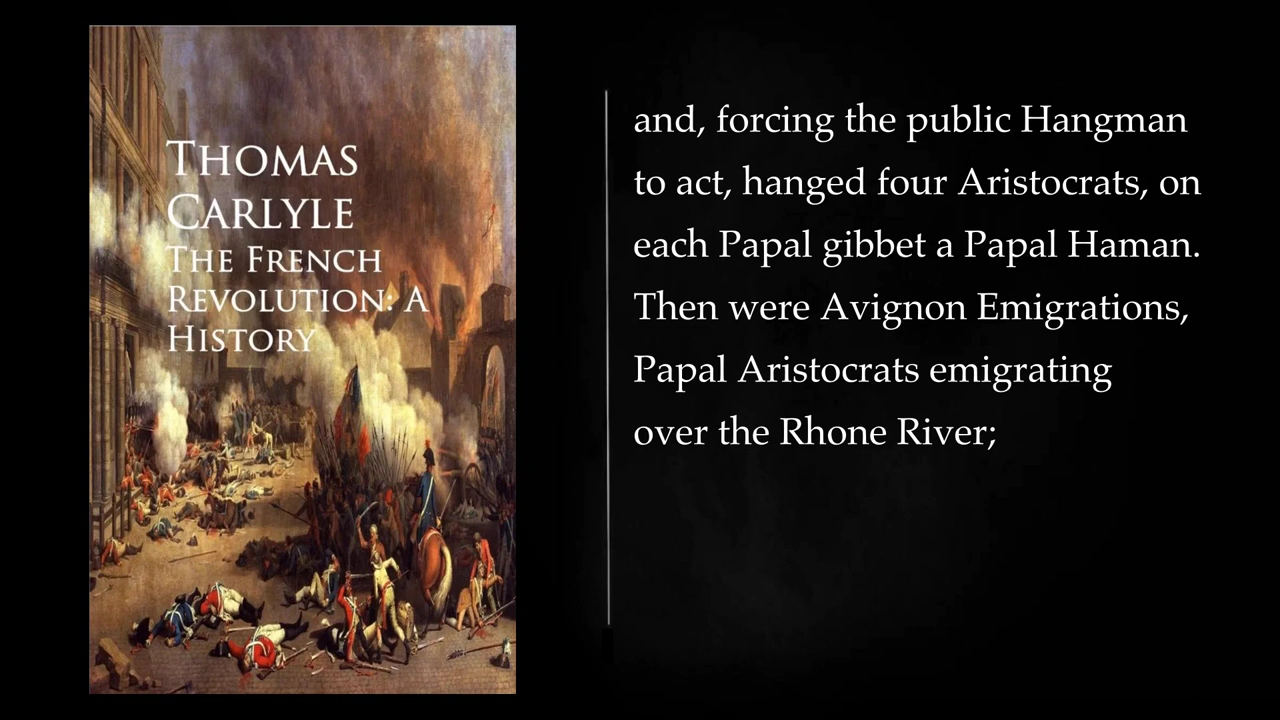 THOMAS
CARLYLE
THE FRENCH
REVOLUTION: A
HISTORY
and, forcing the public Hangman
to act, hanged four Aristocrats, on
each Papal gibbet a Papal Haman.
Then were Avignon Emigrations,
Papal Aristocrats emigrating
over the Rhone River;